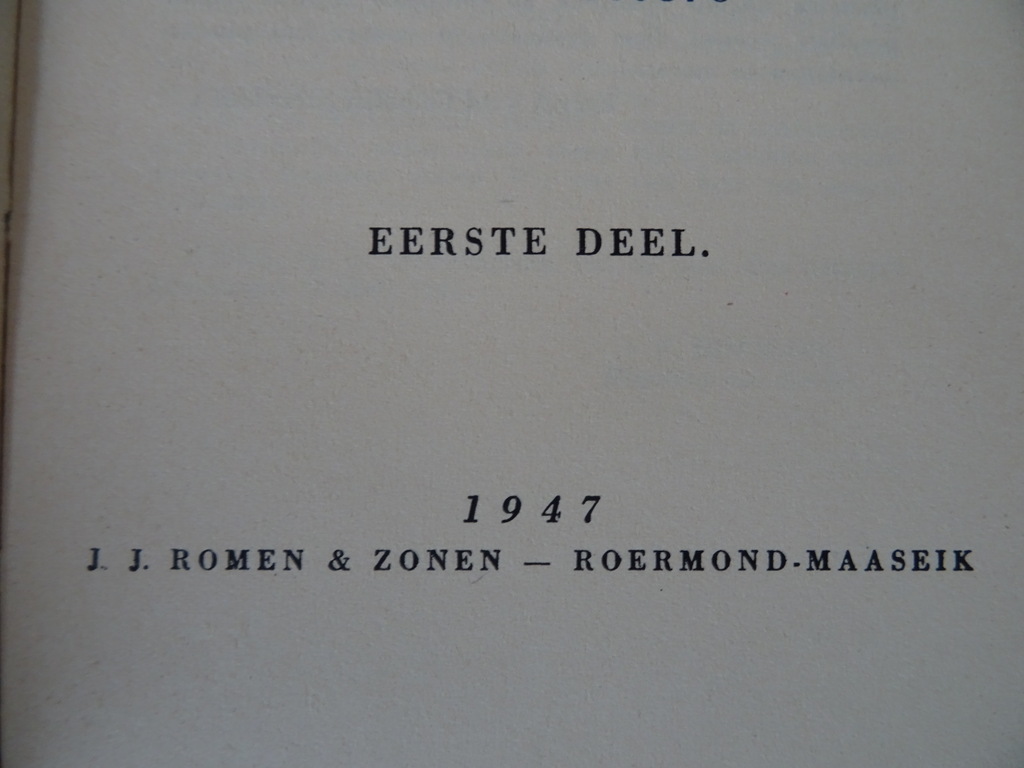 EERSTE DEEL.
1947
J. J. ROMEN & ZONEN — ROERMOND-MAASEIK